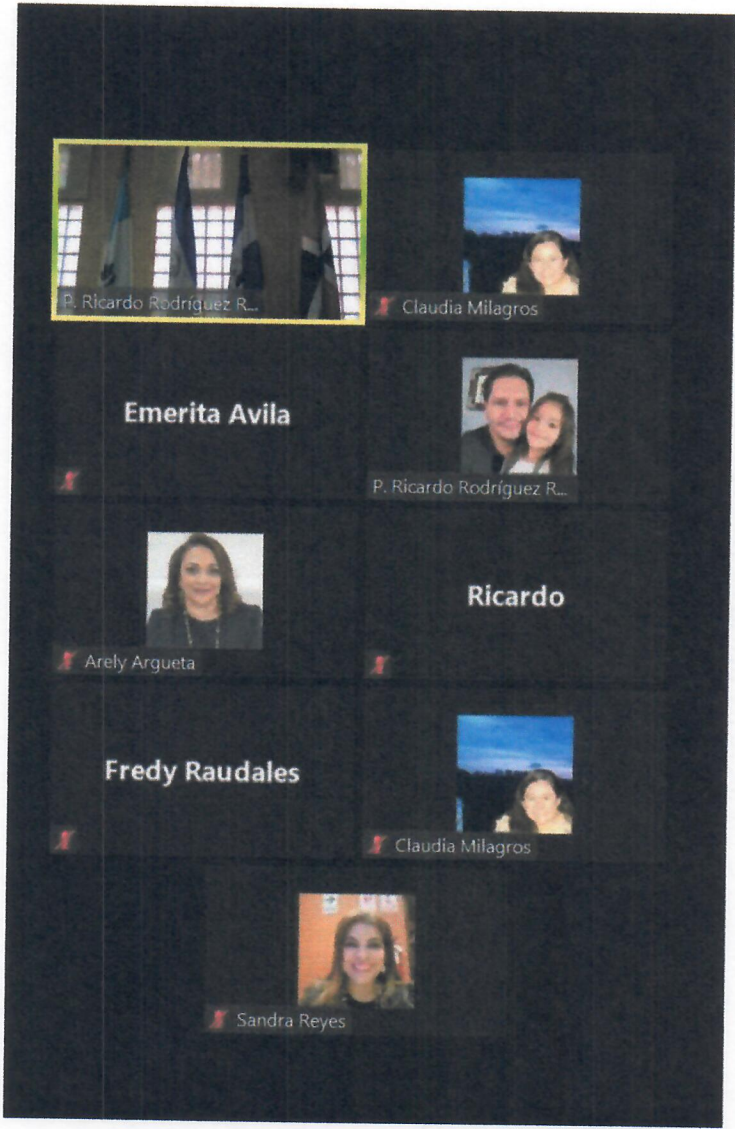 P. Ricardo Rodríguez R...
Claudia Milagros
Emerita Avila
P. Ricardo Rodríguez R...
Arely Argueta
Ricardo
Fredy Raudales
Claudia Milagros
Sandra Reyes